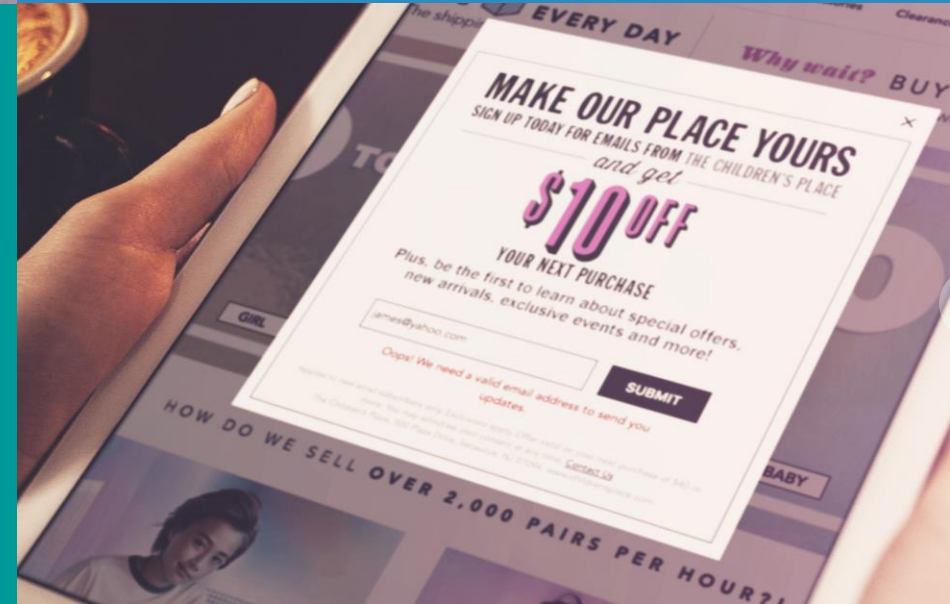 The shippi
EVERY DAY
Clearanc
Why wait? BUY
MAKE OUR PLACE YOURS
SIGN UP TODAY FOR EMAILS FROM THE CHILDREN'S PLACE
and get
$10 OFF
YOUR NEXT PURCHASE
Plus, be the first to learn about special offers,
new arrivals, exclusive events and more!
james@yahoo.com
SUBMIT
Oops! We need a valid email address to send you
updates.
Contact Us
GIRL
BABY
HOW DO WE SELL OVER 2,000 PAIRS PER HOUR?!